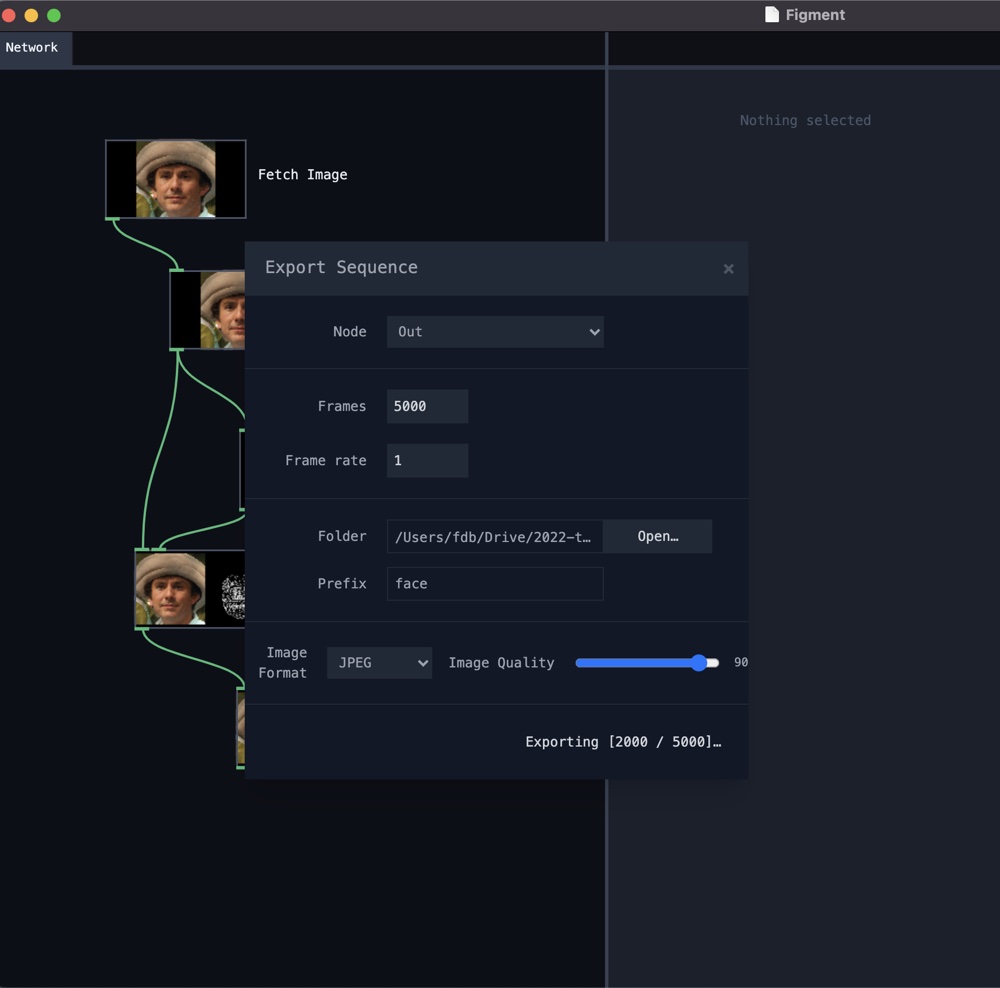 Figment
Network
Nothing selected
Fetch Image
Export Sequence
×
Node
Out
Frames
5000
Frame rate
1
Folder
/Users/fdb/Drive/2022-t…
Open…
Prefix
face
Image Format
JPEG
Image Quality
90
Exporting [2000 / 5000]…